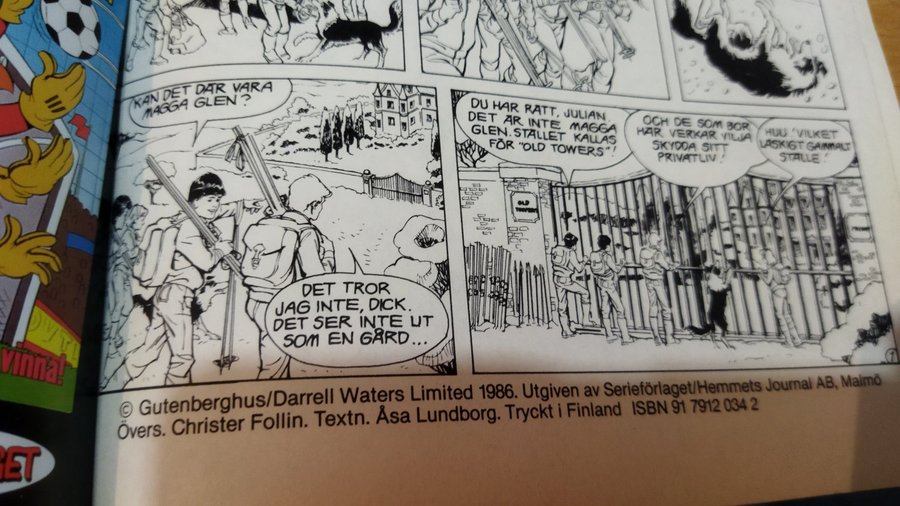 KAN DET DÄR VARA
MAGGA GLEN?
DET TROR
JAG INTE, DICK.
DET SER INTE UT
SOM EN GÅRD...
DU HAR RÄTT, JULIAN.
DET ÄR INTE MAGGA
GLEN. STÄLLET KALLAS
FÖR "OLD TOWERS"!
OCH DE SOM BOR
HÄR VERKAR VILJA
SKYDDA SITT
PRIVATLIV!
HUU! VILKET
LÄSKIGT GAMMALT
STÄLLE!
OLD
TOWERS
vinna!
© Gutenberghus/Darrell Waters Limited 1986. Utgiven av Serieförlaget/Hemmets Journal AB, Malmö
Övers. Christer Follin. Textn. Åsa Lundborg. Tryckt i Finland ISBN 91 7912 034 2